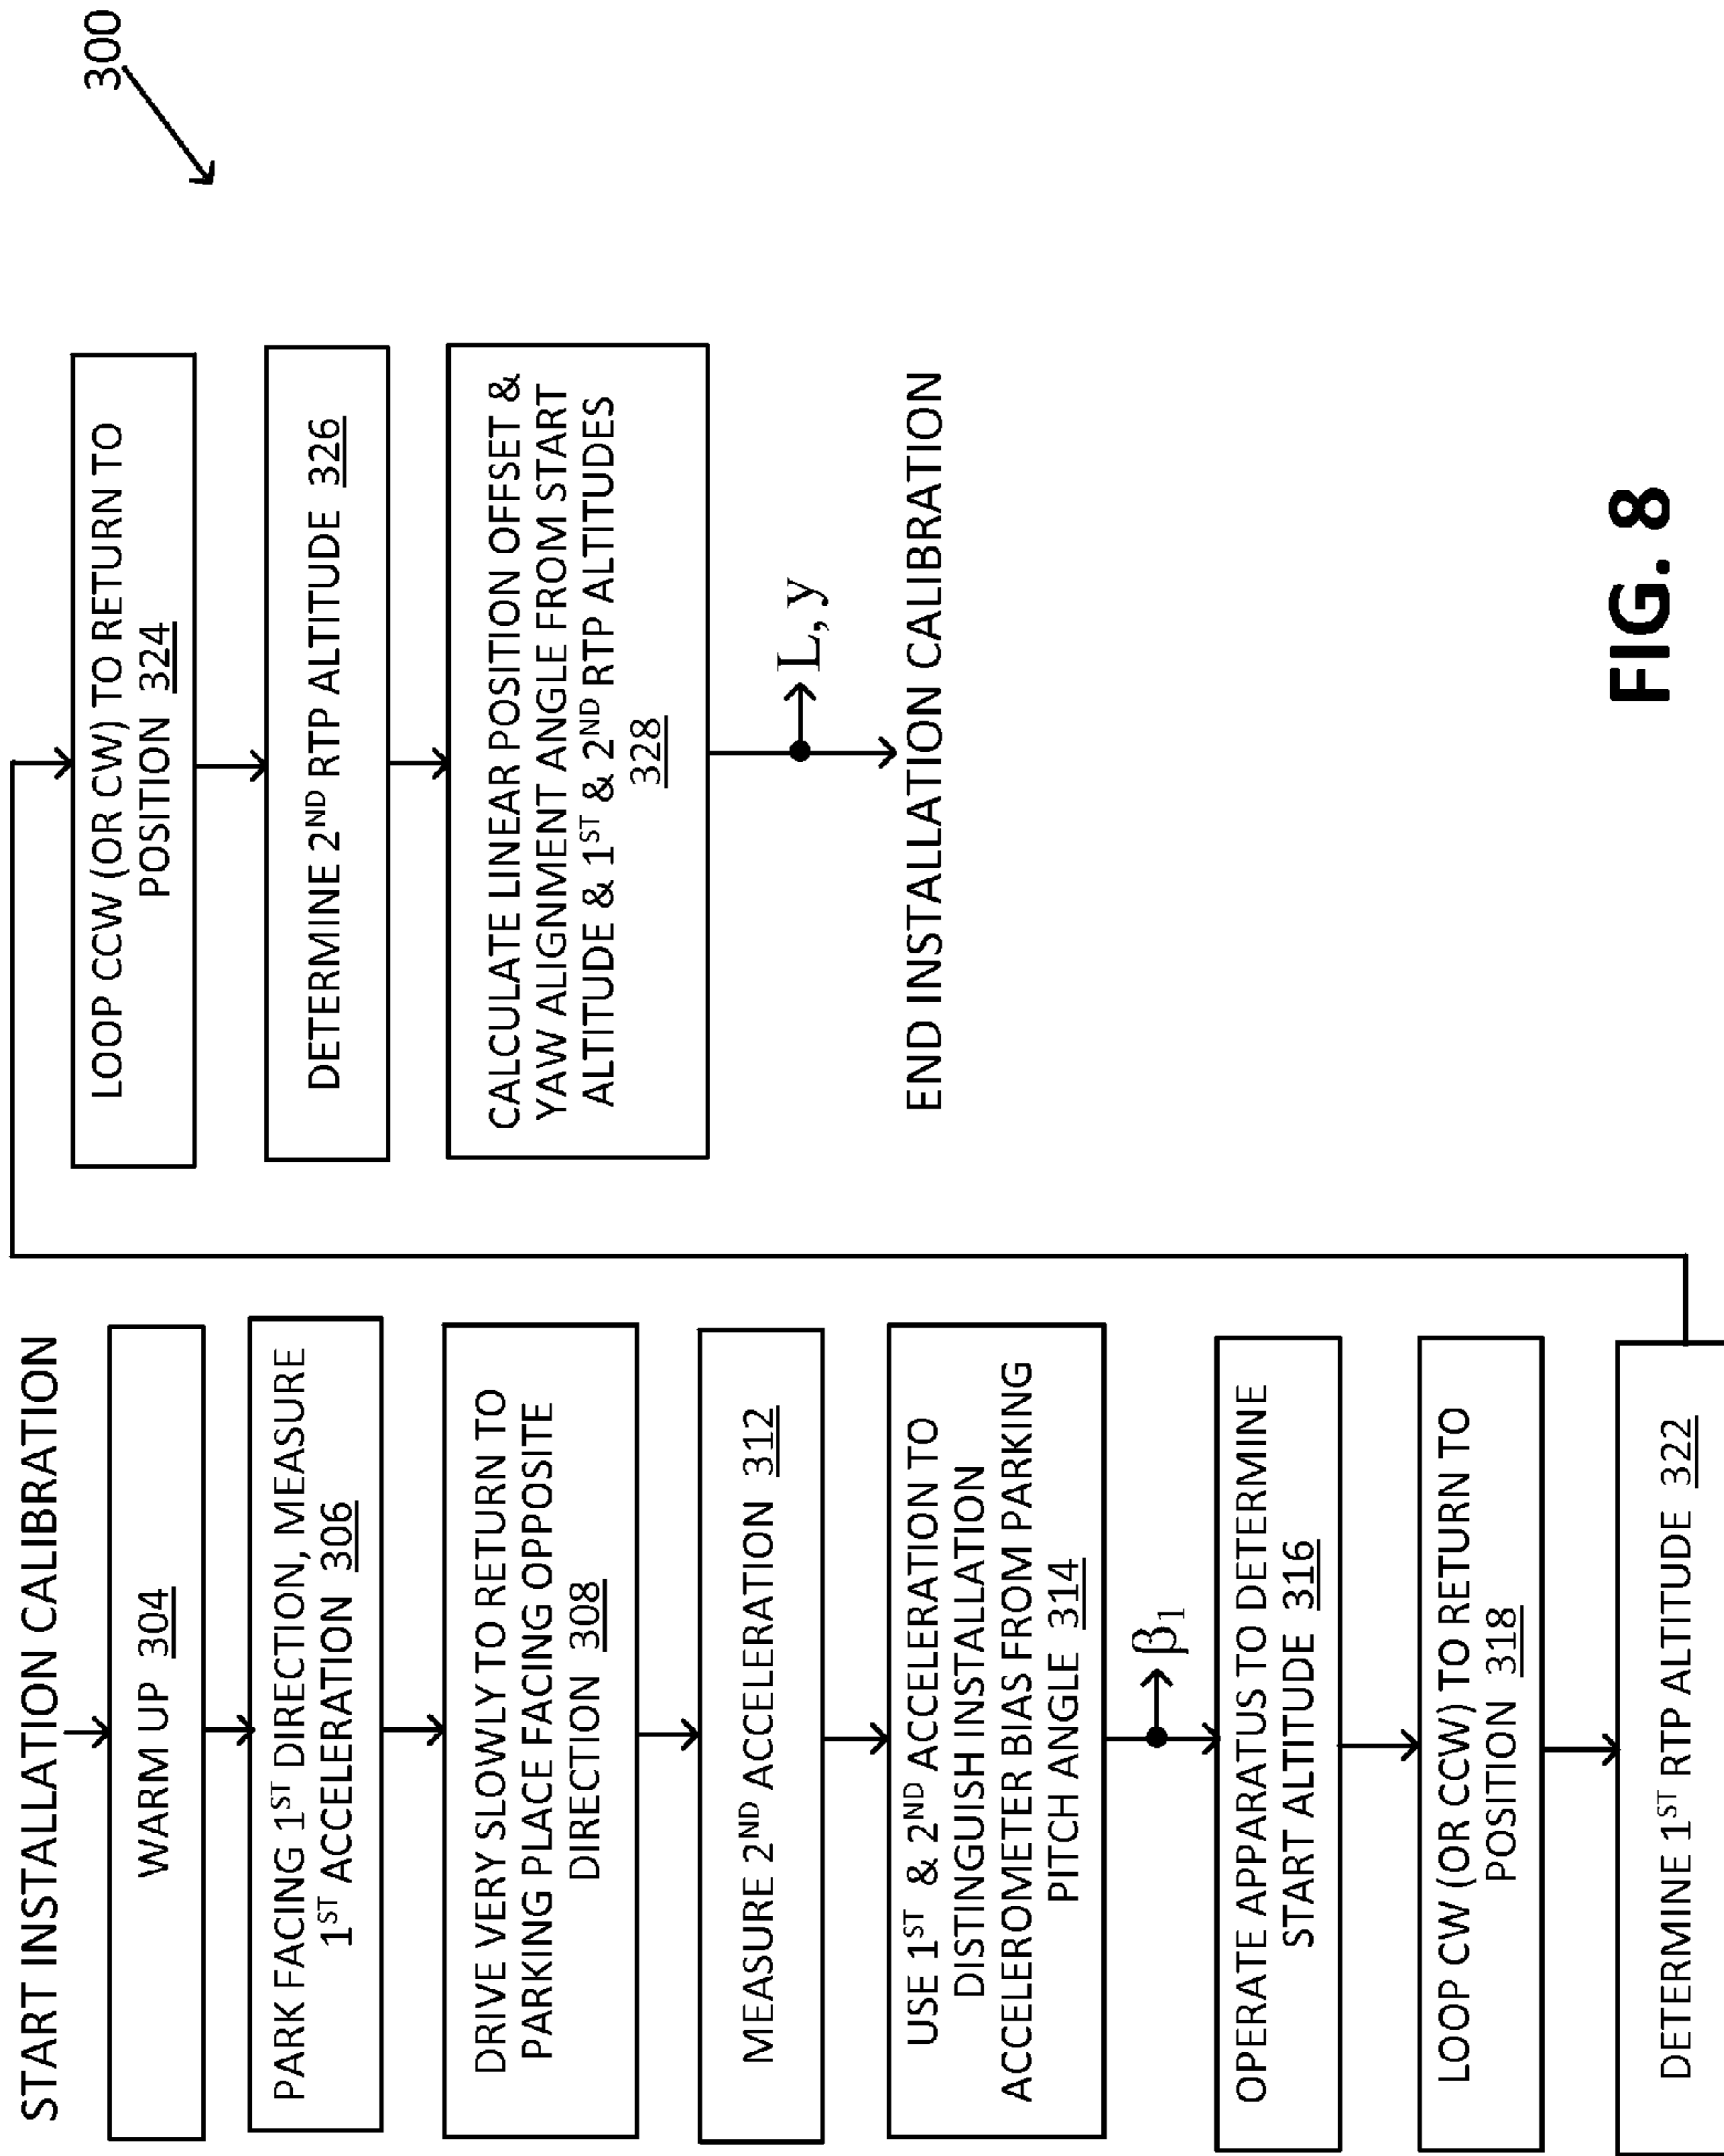 300
START INSTALLATION CALIBRATION
WARM UP 304
PARK FACING 1ST DIRECTION, MEASURE
1ST ACCELERATION 306
DRIVE VERY SLOWLY TO RETURN TO
PARKING PLACE FACING OPPOSITE
DIRECTION 308
MEASURE 2ND ACCELERATION 312
USE 1ST & 2ND ACCELERATION TO
DISTINGUISH INSTALLATION
ACCELEROMETER BIAS FROM PARKING
PITCH ANGLE 314
β1
OPERATE APPARATUS TO DETERMINE
START ALTITUDE 316
LOOP CW (OR CCW) TO RETURN TO
POSITION 318
DETERMINE 1ST RTP ALTITUDE 322
LOOP CCW (OR CW) TO RETURN TO
POSITION 324
DETERMINE 2ND RTP ALTITUDE 326
CALCULATE LINEAR POSITION OFFSET &
YAW ALIGNMENT ANGLE FROM START
ALTITUDE & 1ST & 2ND RTP ALTITUDES
328
L, y
END INSTALLATION CALIBRATION
FIG. 8